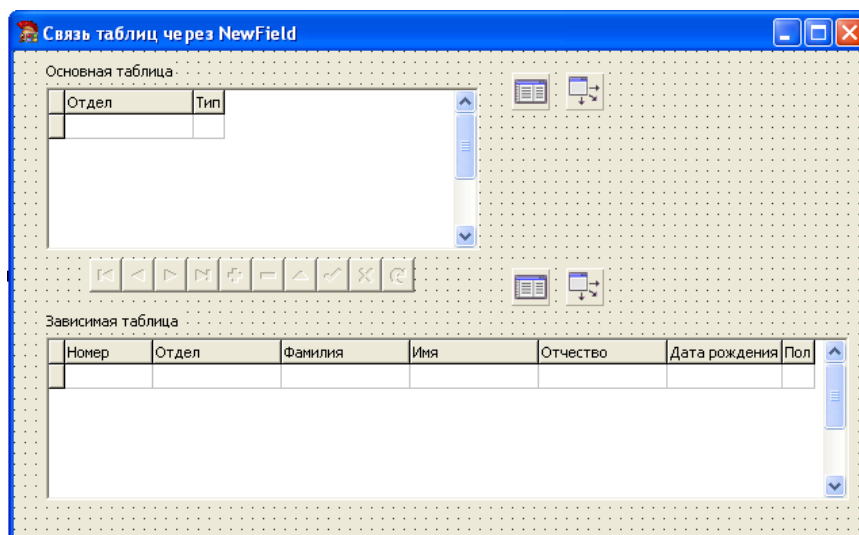 Связь таблиц через NewField
Основная таблица
Отдел Тип
Зависимая таблица
Номер Отдел Фамилия Имя Отчество Дата рождения Пол